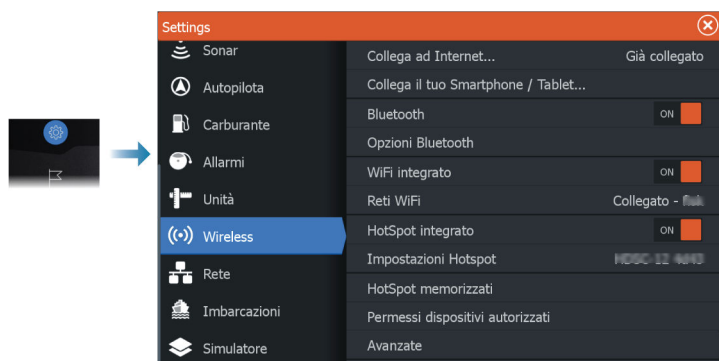 Settings
Sonar
Autopilota
Carburante
Allarmi
Unità
Wireless
Rete
Imbarcazioni
Simulatore
Collega ad Internet... Già collegato
Collega il tuo Smartphone / Tablet...
Bluetooth ON
Opzioni Bluetooth
WiFi integrato ON
Reti WiFi Collegato -
HotSpot integrato ON
Impostazioni Hotspot
HotSpot memorizzati
Permessi dispositivi autorizzati
Avanzate